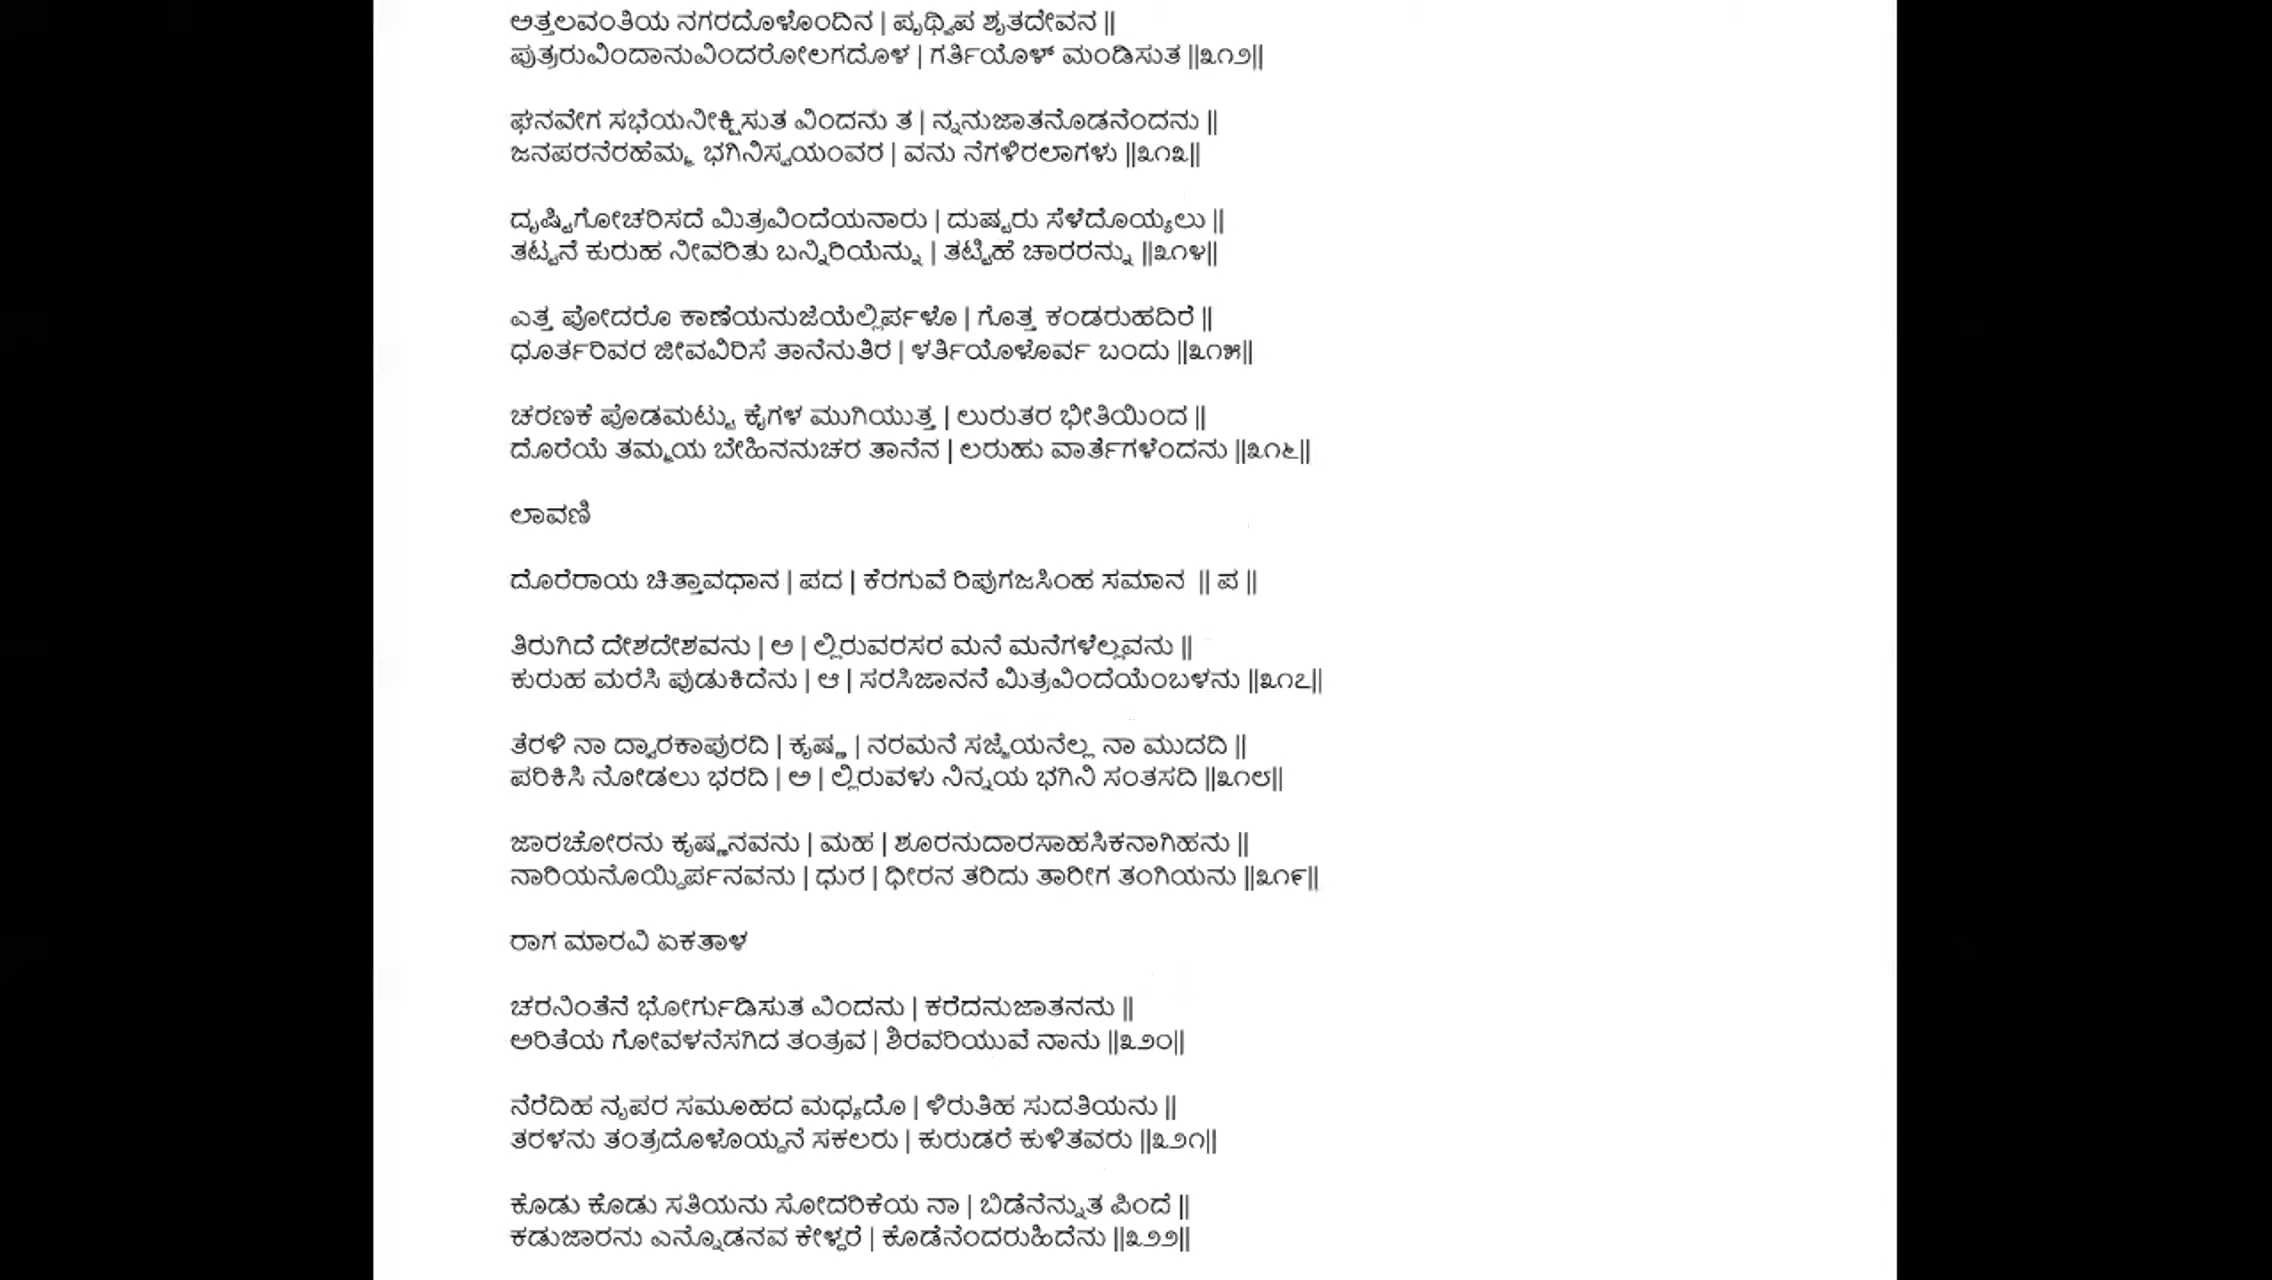 ಅತ್ತಲವಂತಿಯ ನಗರದೊಳೊಂದಿನ | ಪೃಥ್ವಿಪ ಶೃತದೇವನ ||
ಪುತ್ರರುವಿಂದಾನುವಿಂದರೋಲಗದೊಳ | ಗರ್ತಿಯೊಳ್ ಮಂಡಿಸುತ ||೩೧೨||
ಘನವೇಗ ಸಭೆಯನೀಕ್ಷಿಸುತ ವಿಂದನು ತ | ನ್ನನುಜಾತನೊಡನೆಂದನು ||
ಜನಪರನೆರಹೆಮ್ಮ ಭಗಿನಿಸ್ವಯಂವರ | ವನು ನೆಗಳಿರಲಾಗಳು ||೩೧೩||
ದೃಷ್ಟಿಗೋಚರಿಸದೆ ಮಿತ್ರವಿಂದೆಯನಾರು | ದುಷ್ಟರು ಸೆಳೆದೊಯ್ಯಲು ||
ತಟ್ಟನೆ ಕುರುಹ ನೀವರಿತು ಬನ್ನಿರಿಯೆನ್ನು | ತಟ್ಟಿಹೆ ಚಾರರನ್ನು ||೩೧೪||
ಎತ್ತ ಪೋದರೊ ಕಾಣೆಯನುಜೆಯೆಲ್ಲಿರ್ಪಳೊ | ಗೊತ್ತ ಕಂಡರುಹದಿರೆ ||
ಧೂರ್ತರಿವರ ಜೀವವಿರಿಸೆ ತಾನೆನುತಿರ | ಳರ್ತಿಯೊಳೊರ್ವ ಬಂದು ||೩೧೫||
ಚರಣಕೆ ಪೊಡಮಟ್ಟು ಕೈಗಳ ಮುಗಿಯುತ್ತ | ಲುರುತರ ಭೀತಿಯಿಂದ ||
ದೊರೆಯೆ ತಮ್ಮಯ ಬೇಹಿನನುಚರ ತಾನೆನ | ಲರುಹು ವಾರ್ತೆಗಳೆಂದನು ||೩೧೬||
ಲಾವಣಿ
ದೊರೆರಾಯ ಚಿತ್ತಾವಧಾನ | ಪದ | ಕೆರಗುವೆ ರಿಪುಗಜಸಿಂಹ ಸಮಾನ || ಪ ||
ತಿರುಗಿದೆ ದೇಶದೇಶವನು | ಅ | ಲ್ಲಿರುವರಸರ ಮನೆ ಮನೆಗಳೆಲ್ಲವನು ||
ಕುರುಹ ಮರೆಸಿ ಪುಡುಕಿದೆನು | ಆ | ಸರಸಿಜಾನನೆ ಮಿತ್ರವಿಂದೆಯೆಂಬಳನು ||೩೧೭||
ತೆರಳಿ ನಾ ದ್ವಾರಕಾಪುರದಿ | ಕೃಷ್ಣ | ನರಮನೆ ಸಜ್ಜೆಯನೆಲ್ಲ ನಾ ಮುದದಿ ||
ಪರಿಕಿಸಿ ನೋಡಲು ಭರದಿ | ಅ | ಲ್ಲಿರುವಳು ನಿನ್ನಯ ಭಗಿನಿ ಸಂತಸದಿ ||೩೧೮||
ಜಾರಚೋರನು ಕೃಷ್ಣನವನು | ಮಹ | ಶೂರನುದಾರಸಾಹಸಿಕನಾಗಿಹನು ||
ನಾರಿಯನೊಯ್ದಿರ್ಪನವನು | ಧುರ | ಧೀರನ ತರಿದು ತಾರೀಗ ತಂಗಿಯನು ||೩೧೯||
ರಾಗ ಮಾರವಿ ಏಕತಾಳ
ಚರನಿಂತೆನೆ ಭೋರ್ಗುಡಿಸುತ ವಿಂದನು | ಕರೆದನುಜಾತನನು ||
ಅರಿತೆಯ ಗೋವಳನೆಸಗಿದ ತಂತ್ರವ | ಶಿರವರಿಯುವೆ ನಾನು ||೩೨೦||
ನೆರೆದಿಹ ನೃಪರ ಸಮೂಹದ ಮಧ್ಯದೊ | ಳಿರುತಿಹ ಸುದತಿಯನು ||
ತರಳನು ತಂತ್ರದೊಳೊಯ್ದನೆ ಸಕಲರು | ಕುರುಡರೆ ಕುಳಿತವರು ||೩೨೧||
ಕೊಡು ಕೊಡು ಸತಿಯನು ಸೋದರಿಕೆಯ ನಾ | ಬಿಡೆನೆನ್ನುತ ಪಿಂದೆ ||
ಕಡುಜಾರನು ಎನ್ನೊಡನವ ಕೇಳ್ದರೆ | ಕೊಡೆನೆಂದರುಹಿದೆನು ||೩೨೨||